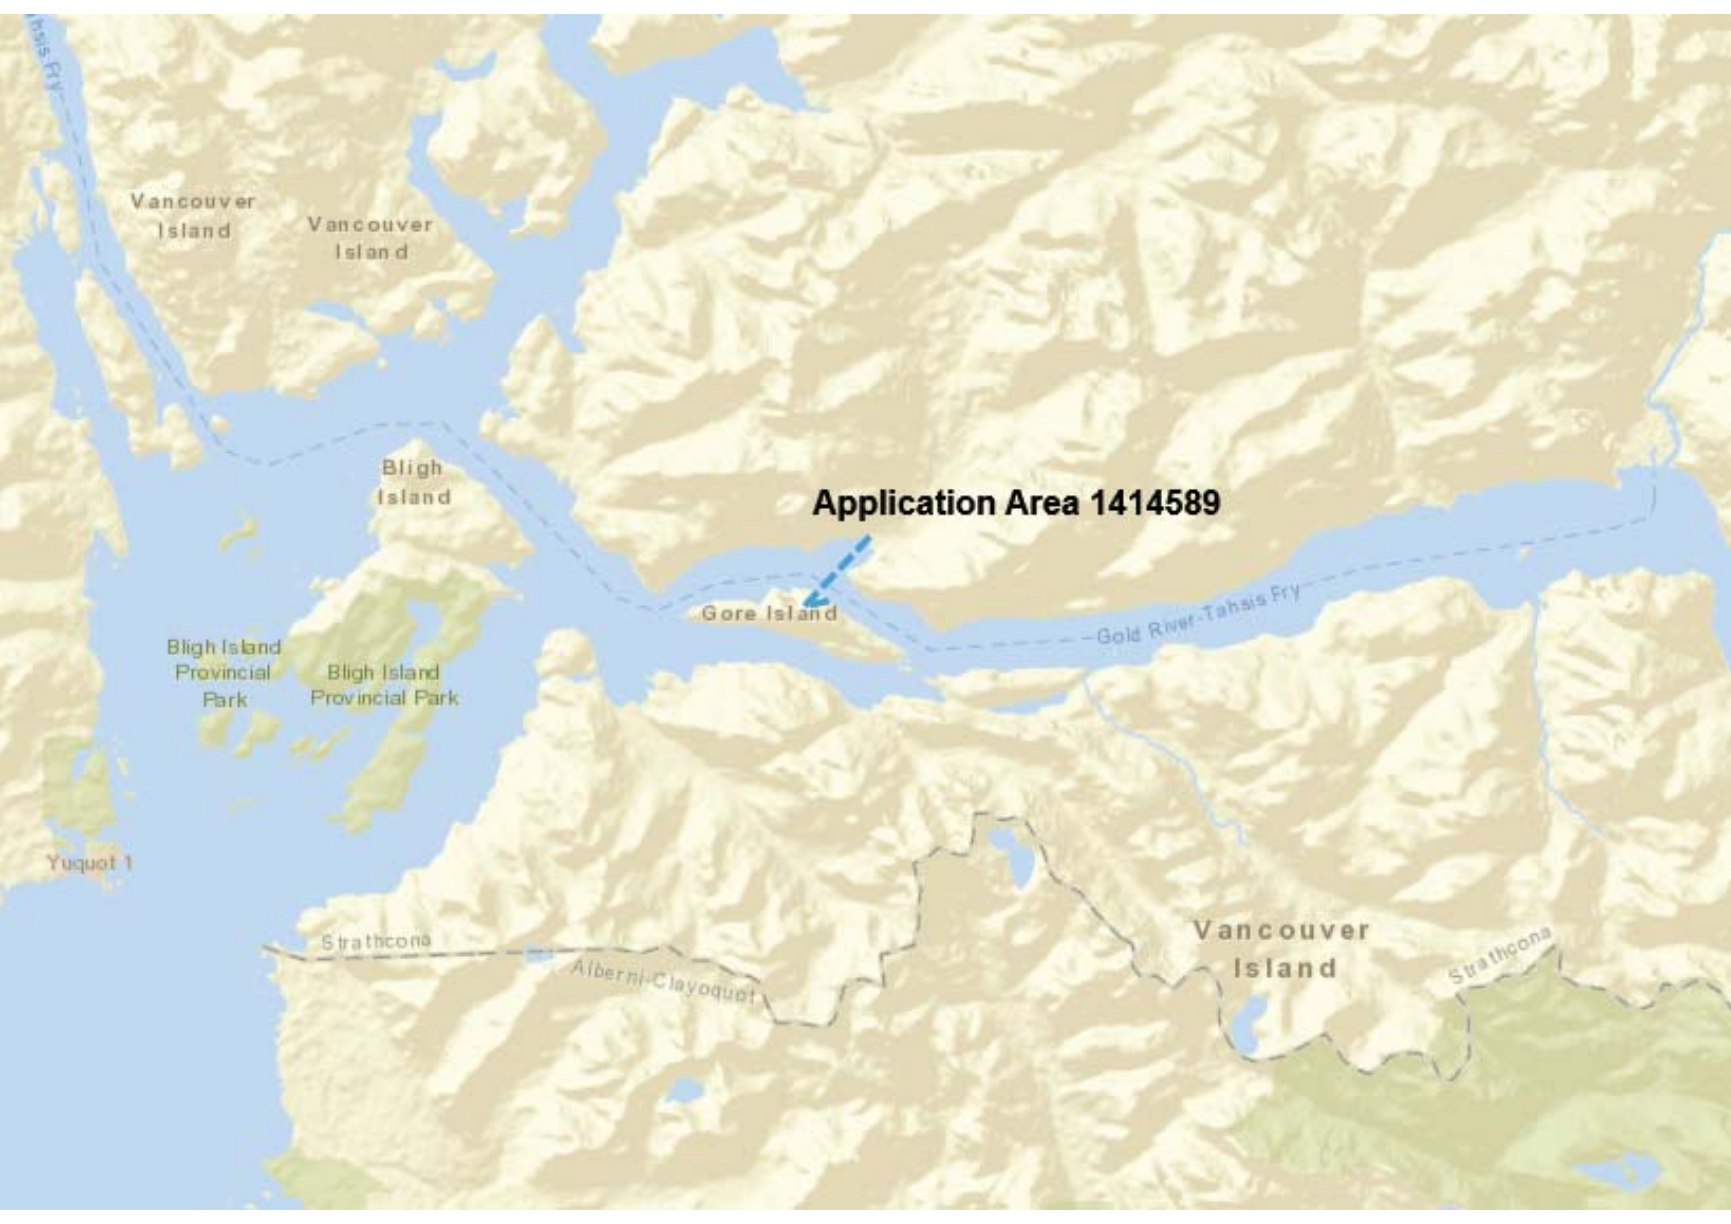 hsis Fry
Vancouver
Island
Vancouver
Island
Bligh
Island
Application Area 1414589
Gore Island
Gold River-Tahsis Fry
Bligh Island
Provincial
Park
Bligh Island
Provincial Park
Yuquot 1
Strathcona
Alberni-Clayoquot
Vancouver
Island
Strathcona